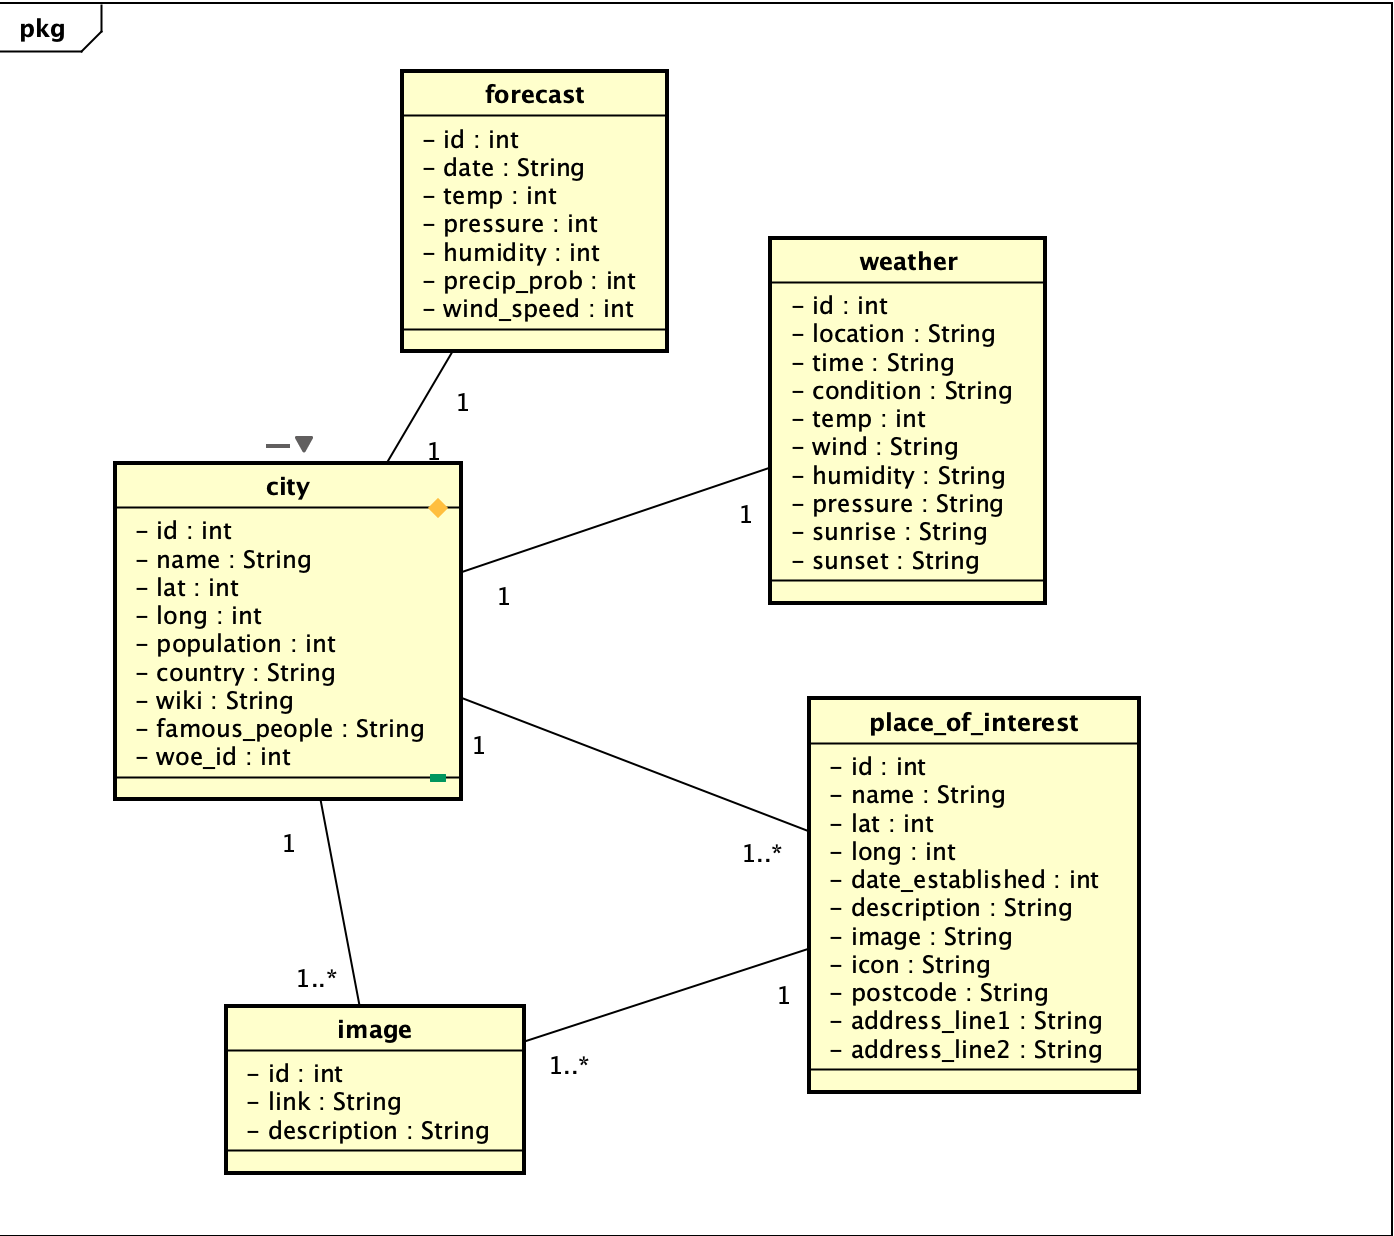 pkg
forecast
– id : int
– date : String
– temp : int
– pressure : int
– humidity : int
– precip_prob : int
– wind_speed : int
1
1
weather
– id : int
– location : String
– time : String
– condition : String
– temp : int
– wind : String
– humidity : String
– pressure : String
– sunrise : String
– sunset : String
1
1
city
– id : int
– name : String
– lat : int
– long : int
– population : int
– country : String
– wiki : String
– famous_people : String
– woe_id : int
1
1..*
place_of_interest
– id : int
– name : String
– lat : int
– long : int
– date_established : int
– description : String
– image : String
– icon : String
– postcode : String
– address_line1 : String
– address_line2 : String
1
1..*
1
1..*
image
– id : int
– link : String
– description : String